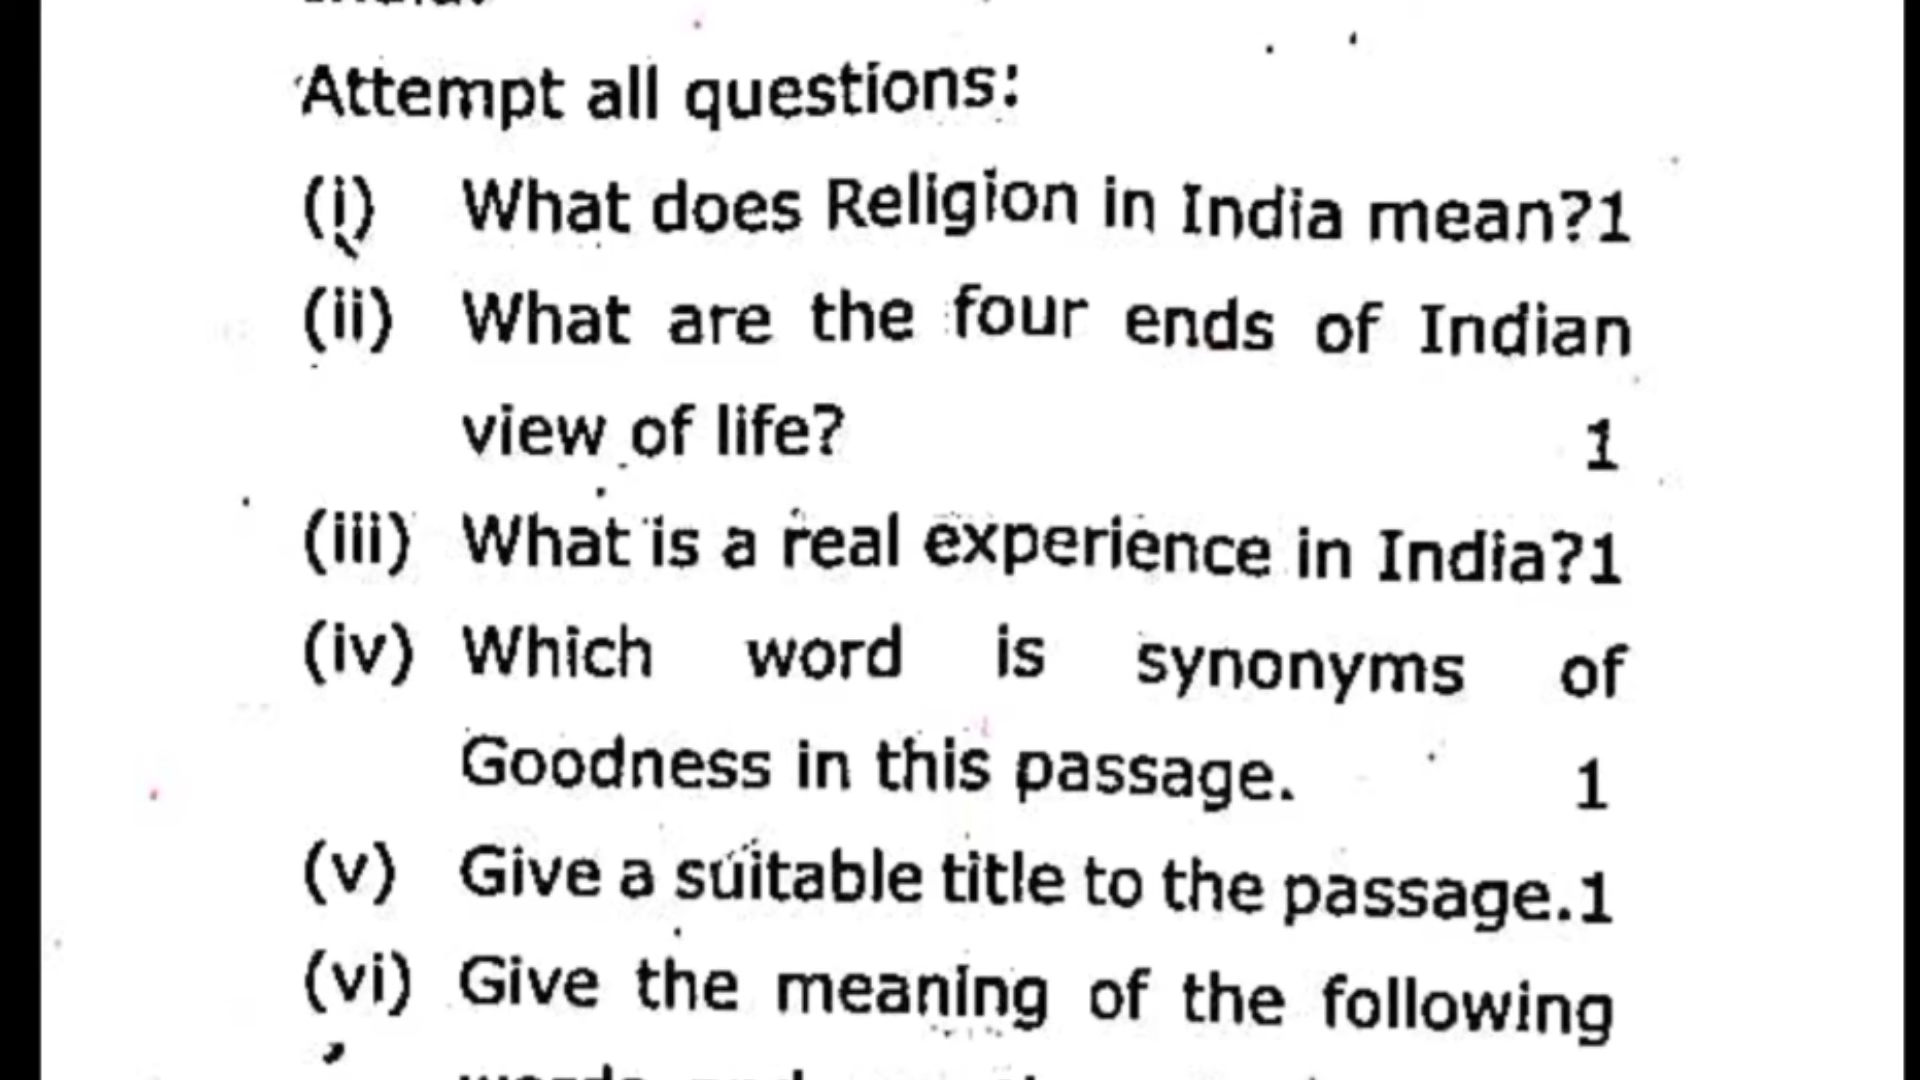 Attempt all questions:
(i) What does Religion in India mean?1
(ii) What are the four ends of Indian
view of life? 1
(iii) What is a real experience in India?1
(iv) Which word is synonyms of
Goodness in this passage. 1
(v) Give a suitable title to the passage.1
(vi) Give the meaning of the following